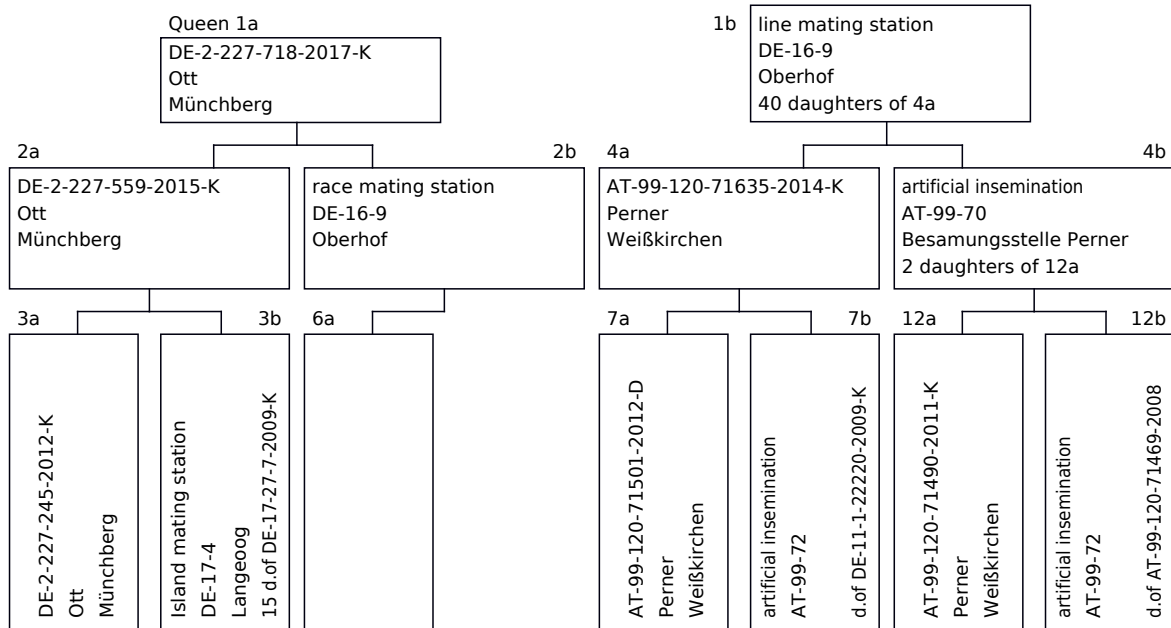 Queen 1a
DE-2-227-718-2017-K
Ott
Münchberg
1b
line mating station
DE-16-9
Oberhof
40 daughters of 4a
2a
DE-2-227-559-2015-K
Ott
Münchberg
2b
race mating station
DE-16-9
Oberhof
4a
AT-99-120-71635-2014-K
Perner
Weißkirchen
4b
artificial insemination
AT-99-70
Besamungsstelle Perner
2 daughters of 12a
3a
DE-2-227-245-2012-K
Ott
Münchberg
3b
Island mating station
DE-17-4
Langeoog
15 d.of DE-17-27-7-2009-K
6a
7a
AT-99-120-71501-2012-D
Perner
Weißkirchen
7b
artificial insemination
AT-99-72
d.of DE-11-1-22220-2009-K
12a
AT-99-120-71490-2011-K
Perner
Weißkirchen
12b
artificial insemination
AT-99-72
d.of AT-99-120-71469-2008